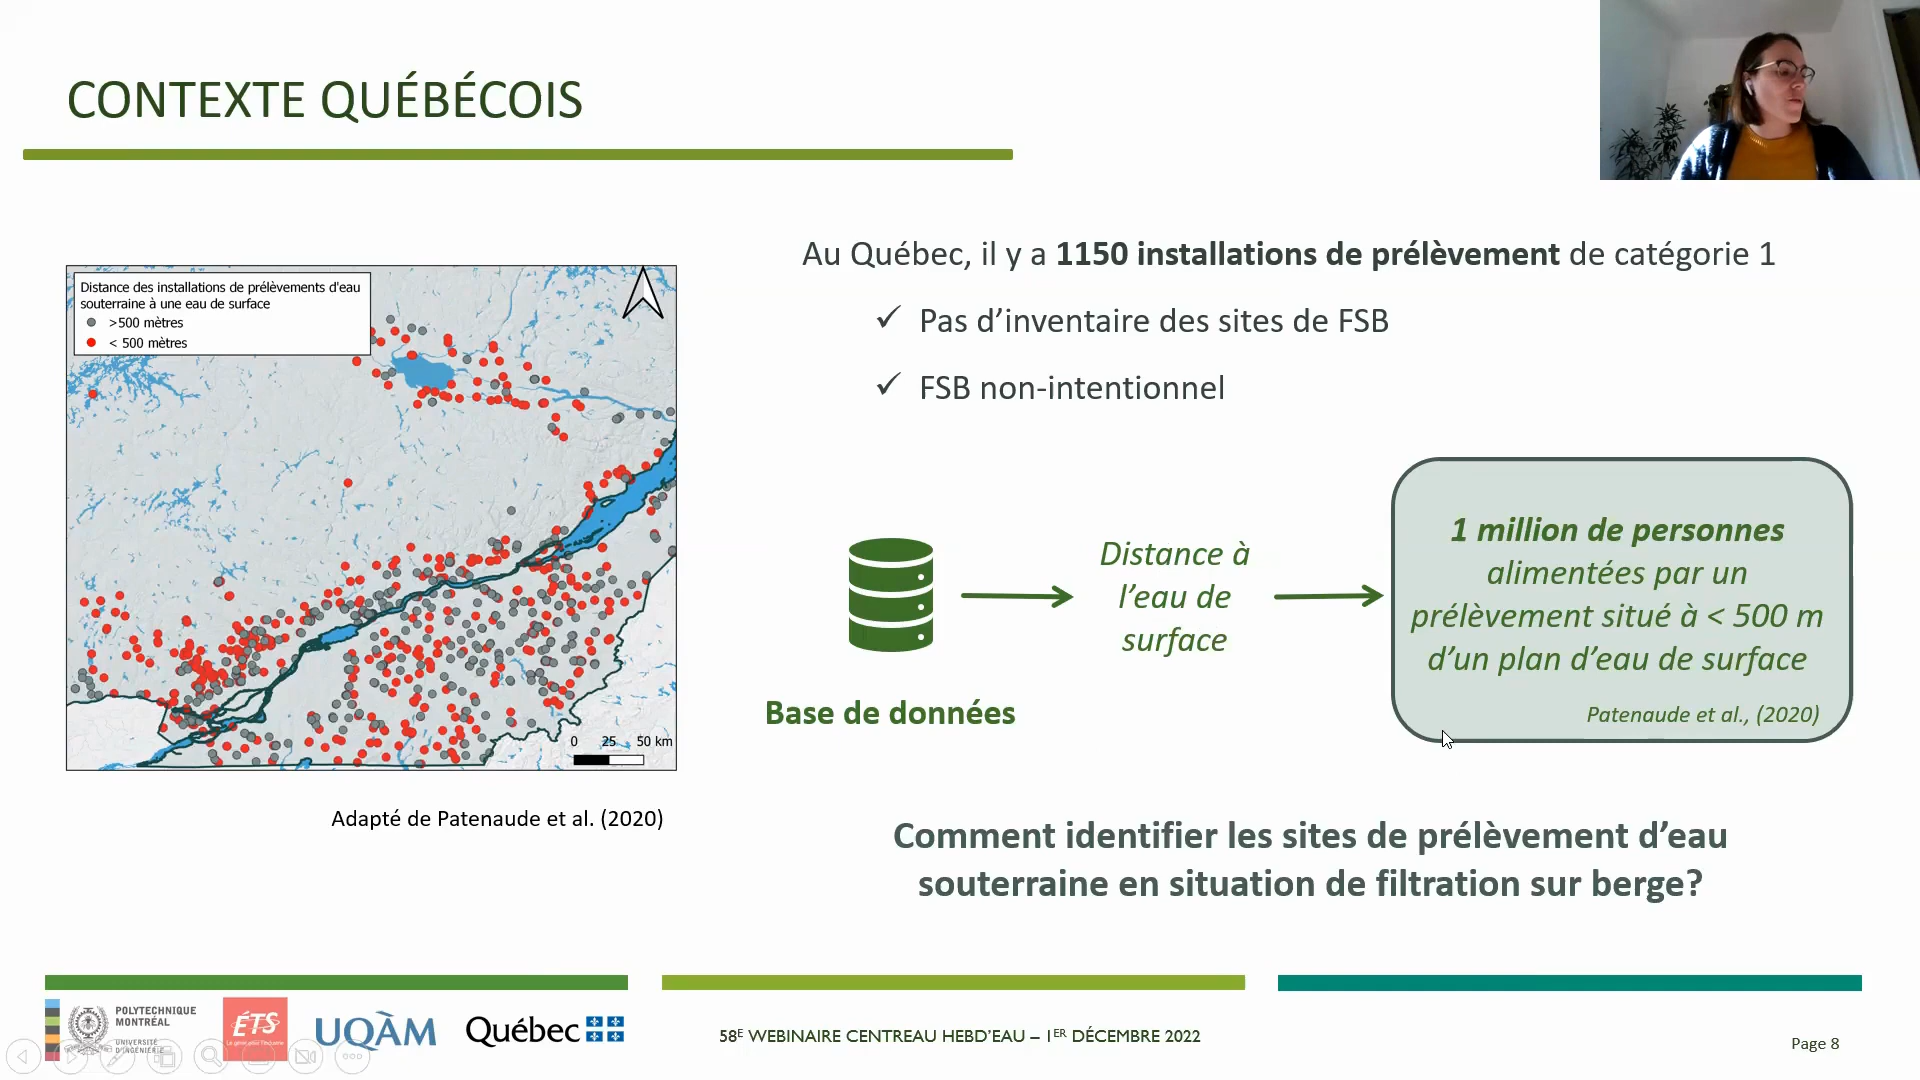 CONTEXTE QUÉBÉCOIS
Distance des installations de prélèvements d'eau
souterraine à une eau de surface
>500 mètres
< 500 mètres
0 25 50 km
Adapté de Patenaude et al. (2020)
Au Québec, il y a 1150 installations de prélèvement de catégorie 1
✓ Pas d’inventaire des sites de FSB
✓ FSB non-intentionnel
Base de données
Distance à
l’eau de
surface
1 million de personnes
alimentées par un
prélèvement situé à < 500 m
d’un plan d’eau de surface
Patenaude et al., (2020)
Comment identifier les sites de prélèvement d’eau
souterraine en situation de filtration sur berge?
POLYTECHNIQUE
MONTRÉAL
UNIVERSITÉ
D'INGÉNIERIE
ÉTS
Le génie pour l'industrie
UQÀM
Québec
58E WEBINAIRE CENTREAU HEBD’EAU – 1ER DÉCEMBRE 2022
Page 8